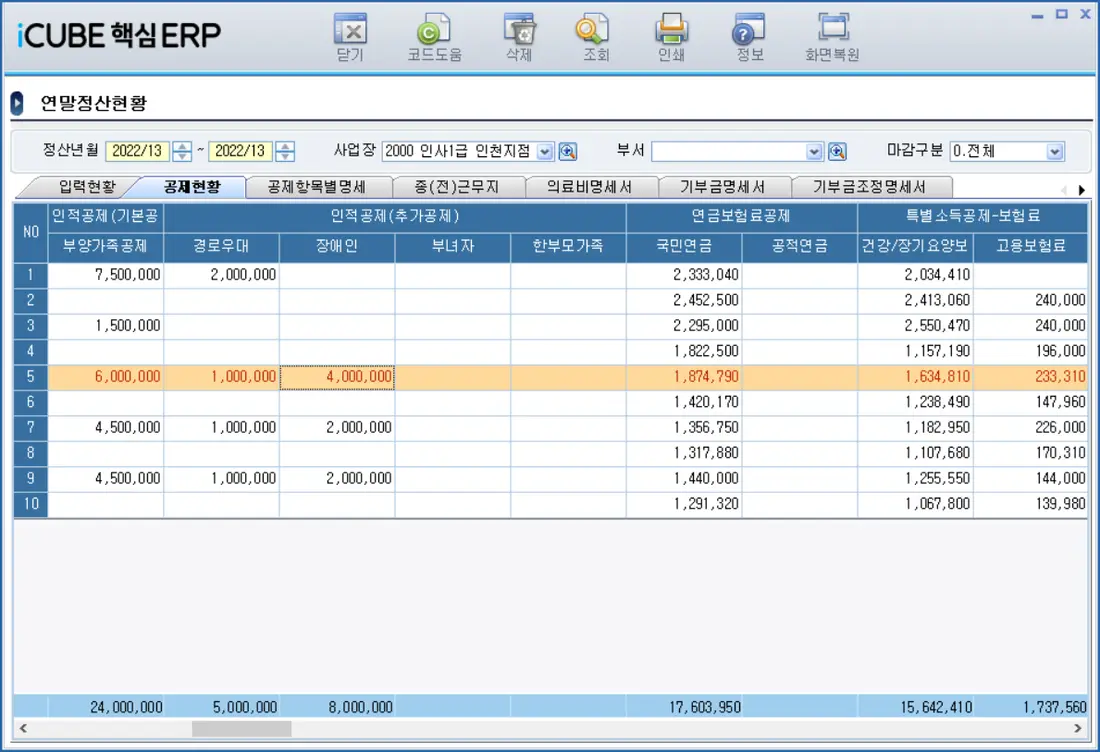 iCUBE 핵심ERP
닫기 코드도움 삭제 조회 인쇄 정보 화면복원
연말정산현황
정산년월 2022/13 ~ 2022/13 사업장 2000 인사1급 인천지점 부서 마감구분 0.전체
입력현황 공제현황 공제항목별명세 종(전)근무지 의료비명세서 기부금명세서 기부금조정명세서
NO 인적공제(기본공 인적공제(추가공제) 연금보험료공제 특별소득공제-보험료
부양가족공제 경로우대 장애인 부녀자 한부모가족 국민연금 공적연금 건강/장기요양보 고용보험료
1 7,500,000 2,000,000 2,333,040 2,034,410
2 2,452,500 2,413,060 240,000
3 1,500,000 2,295,000 2,550,470 240,000
4 1,822,500 1,157,190 196,000
5 6,000,000 1,000,000 4,000,000 1,874,790 1,634,810 233,310
6 1,420,170 1,238,490 147,960
7 4,500,000 1,000,000 2,000,000 1,356,750 1,182,950 226,000
8 1,317,880 1,107,680 170,310
9 4,500,000 1,000,000 2,000,000 1,440,000 1,255,550 144,000
10 1,291,320 1,067,800 139,980
24,000,000 5,000,000 8,000,000 17,603,950 15,642,410 1,737,560